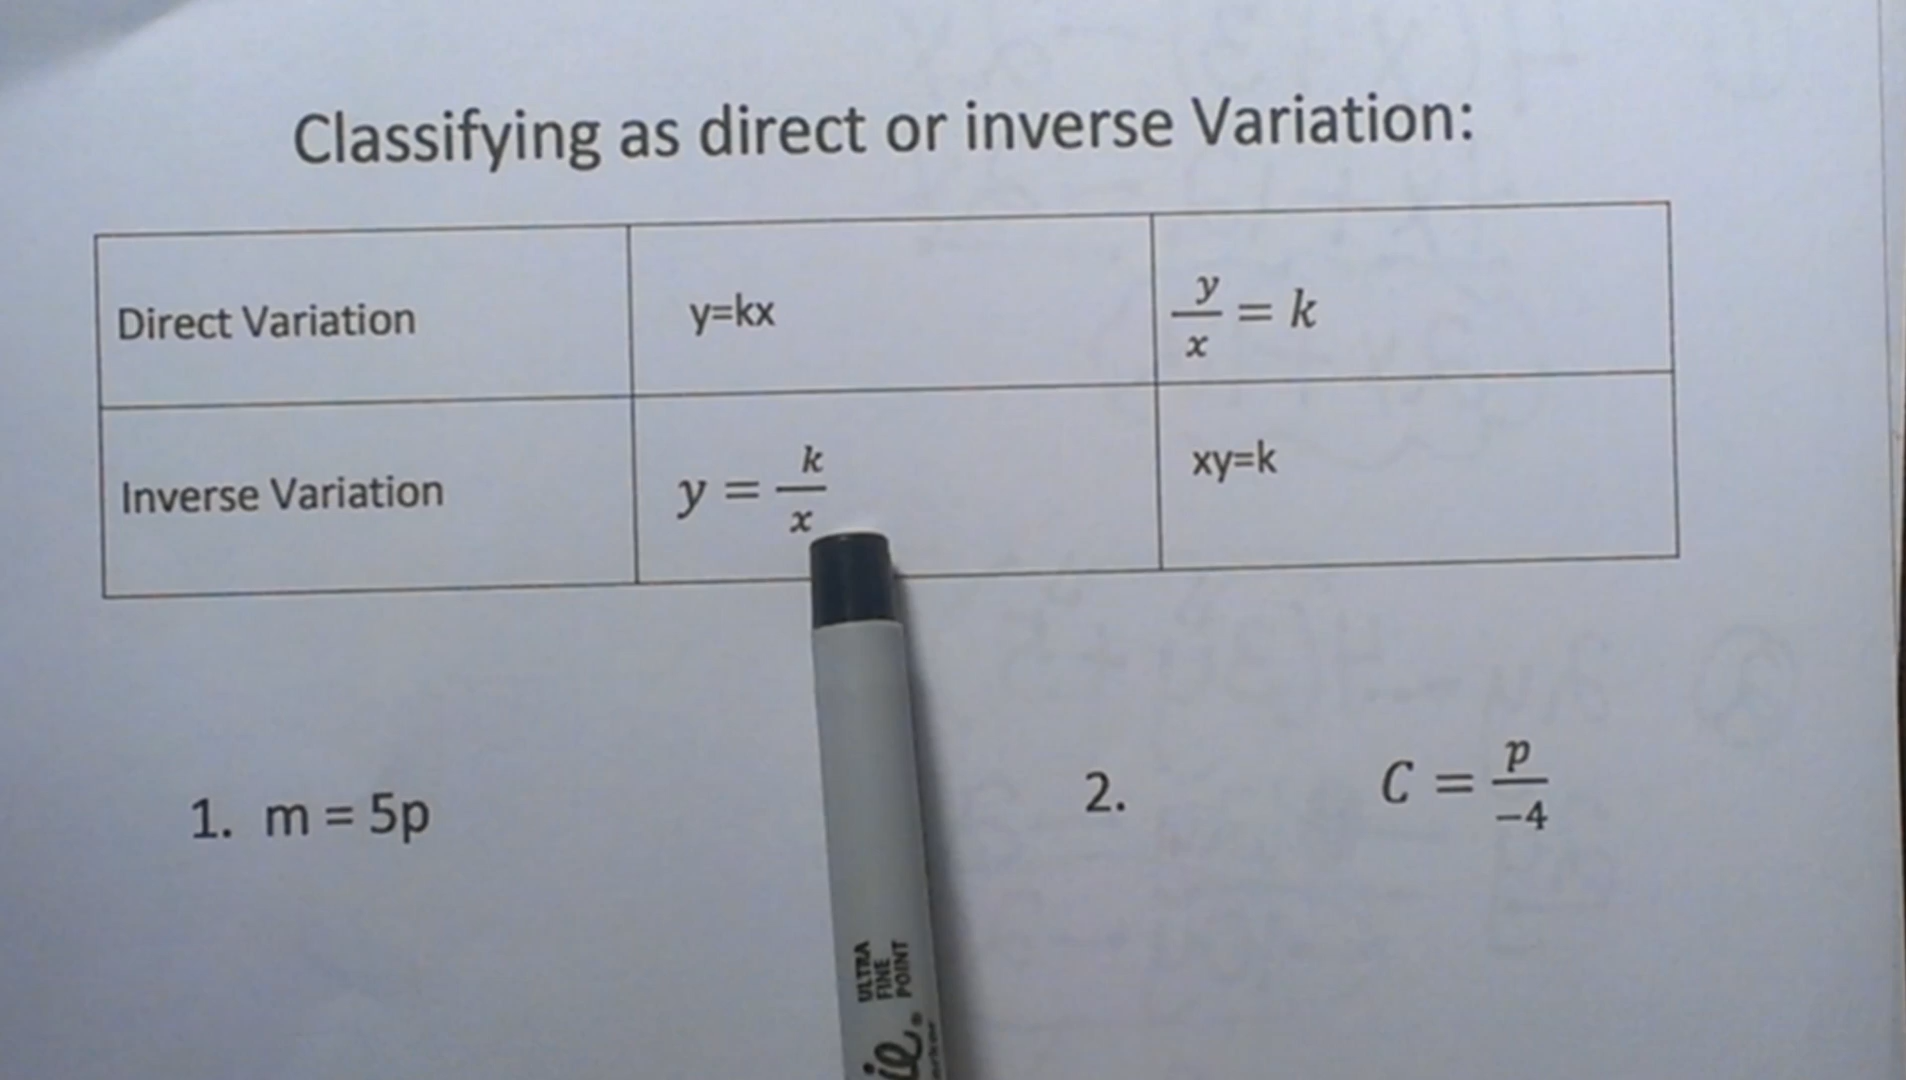 Classifying as direct or inverse Variation:
Direct Variation
y=kx
y/x = k
Inverse Variation
y = k/x
xy=k
1. m = 5p
2. C = p/-4
ULTRA
FINE
POINT